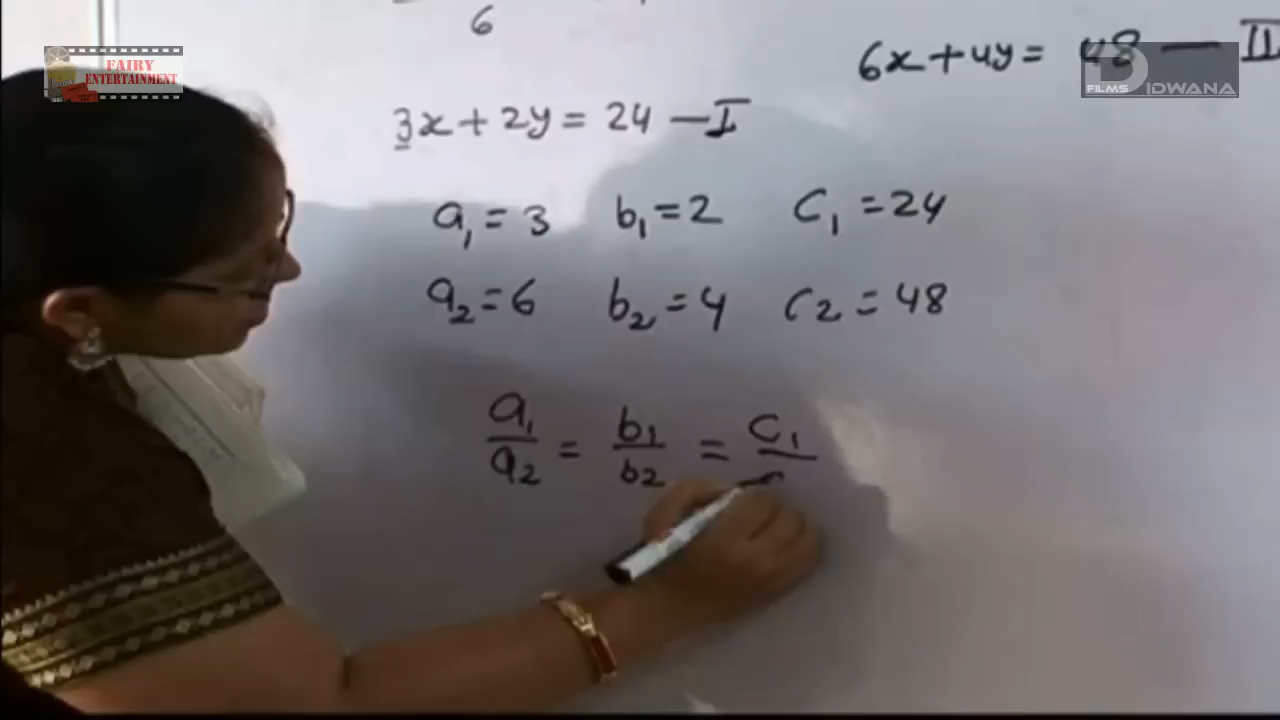 6
6x+4y= 48 — II
3x+2y= 24 — I
a₁=3 b₁=2 C₁=24
a₂=6 b₂=4 C₂=48
a₁/a₂ = b₁/b₂ = C₁/
FAIRY
ENTERTAINMENT
DIDWANA
FILMS